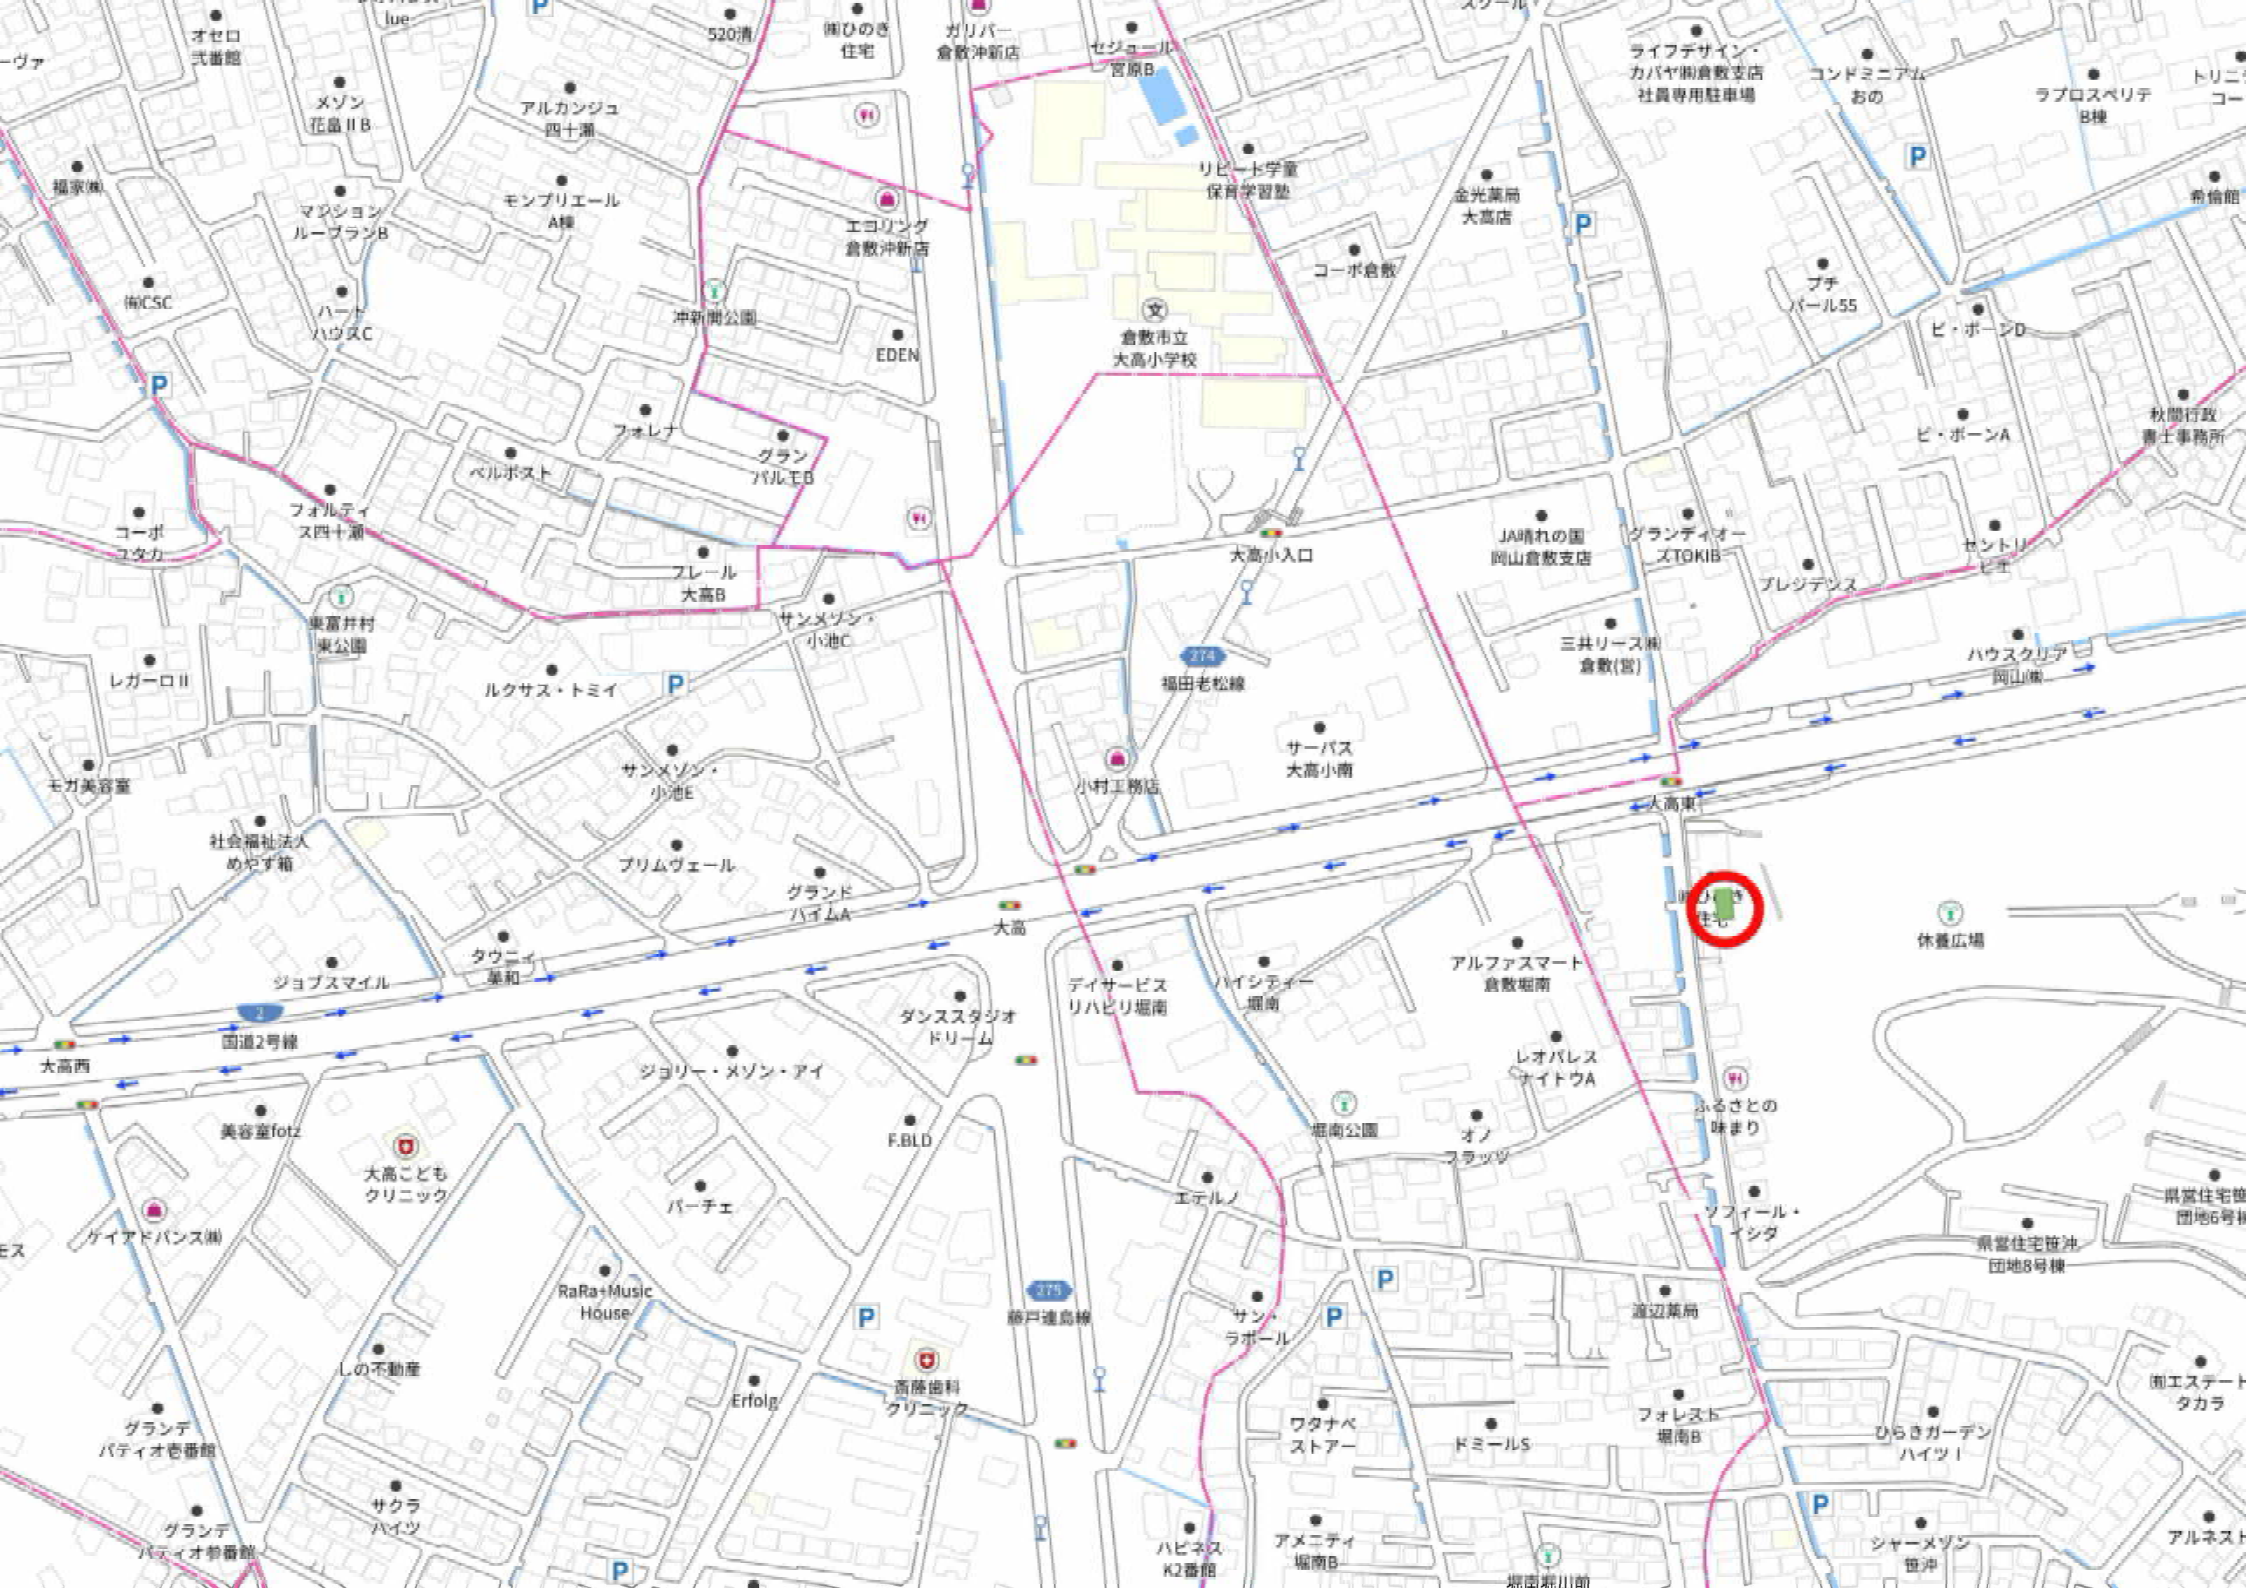 lue
オセロ
弐番館
ーヴァ
メゾン
花畠ⅡB
アルカンジュ
四十瀬
㈲ひのき
住宅
ガリバー
倉敷沖新店
セジュール
宮原B
ライフデザイン・
カバヤ㈱倉敷支店
社員専用駐車場
コンドミニアム
おの
ラプロスペリテ
B棟
P
P
P
福家㈱
マンション
ルーブランB
モンプリエール
A棟
エヨリング
倉敷沖新店
リピート学童
保育学習塾
金光薬局
大高店
希倫館
㈲CSC
ハート
ハウスC
沖新間公園
EDEN
文
倉敷市立
大高小学校
コーポ倉敷
プチ
パール55
ビ・ボーンD
P
フォレナ
ベルポスト
グラン
パルモB
ビ・ボーンA
秋間行政
書士事務所
コーポ
ユタカ
フォルティ
ス四十瀬
フレール
大高B
大高小入口
JA晴れの国
岡山倉敷支店
グランディオー
ズTOKIB
プレジデンス
セントリ
ビエ
東富井村
東公園
サンメゾン・
小池C
レガーロⅡ
ルクサス・トミイ
P
274
福田老松線
三共リース㈱
倉敷(営)
ハウスクリア
岡山㈱
モガ美容室
サンメゾン・
小池E
小村工務店
サーパス
大高小南
大高東
社会福祉法人
めやす箱
プリムヴェール
グランド
ハイムA
大高
住宅
休養広場
ジョブスマイル
タウニィ
美和
ダンススタジオ
ドリーム
デイサービス
リハビリ堀南
ハイシティー
堀南
アルファスマート
倉敷堀南
2
国道2号線
大高西
ジョリー・メゾン・アイ
レオパレス
ナイトウA
美容室fotz
大高こども
クリニック
F.BLD
堀南公園
オノ
フラッツ
ふるさとの
味まり
ケイアドバンス㈱
パーチェ
エテルノ
ソフィール・
イシダ
県営住宅笹沖
団地8号棟
モス
RaRa+Music
House
P
275
藤戸連島線
サン・
ラポール
P
P
渡辺薬局
しの不動産
Erfolg
斎藤歯科
クリニック
ワタナベ
ストアー
ドミールS
フォレスト
堀南B
ひらきガーデン
ハイツⅠ
㈲エステート
タカラ
グランデ
パティオ壱番館
サクラ
ハイツ
グランデ
パティオ参番館
P
ハピネス
K2番館
アメニティ
堀南B
P
シャーメゾン
笹沖
アルネスト